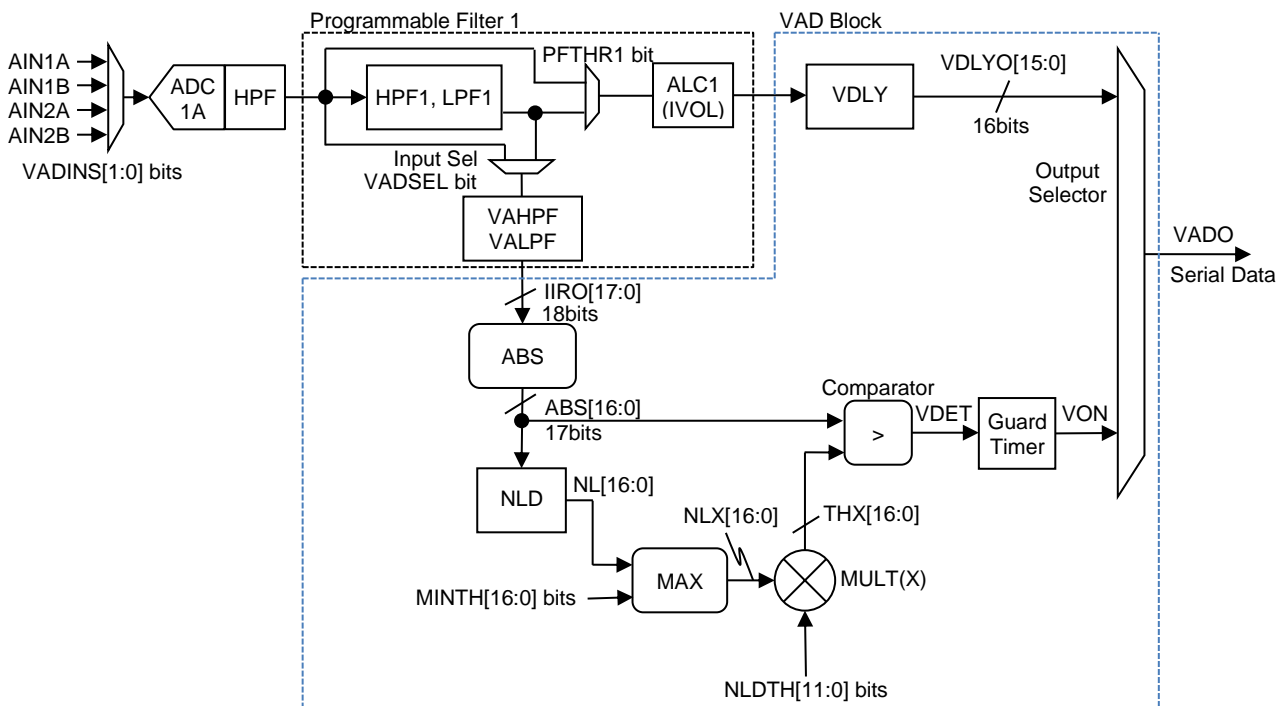 Programmable Filter 1
VAD Block
AIN1A
AIN1B
AIN2A
AIN2B
VADINS[1:0] bits
ADC
1A
HPF
HPF1, LPF1
PFTHR1 bit
ALC1
(IVOL)
VDLY
VDLYO[15:0]
16bits
Input Sel
VADSEL bit
Output
Selector
VAHPF
VALPF
VADO
Serial Data
IIRO[17:0]
18bits
ABS
ABS[16:0]
17bits
Comparator
>
VDET
Guard
Timer
VON
NLD
NL[16:0]
NLX[16:0]
THX[16:0]
MAX
MINTH[16:0] bits
MULT(X)
NLDTH[11:0] bits